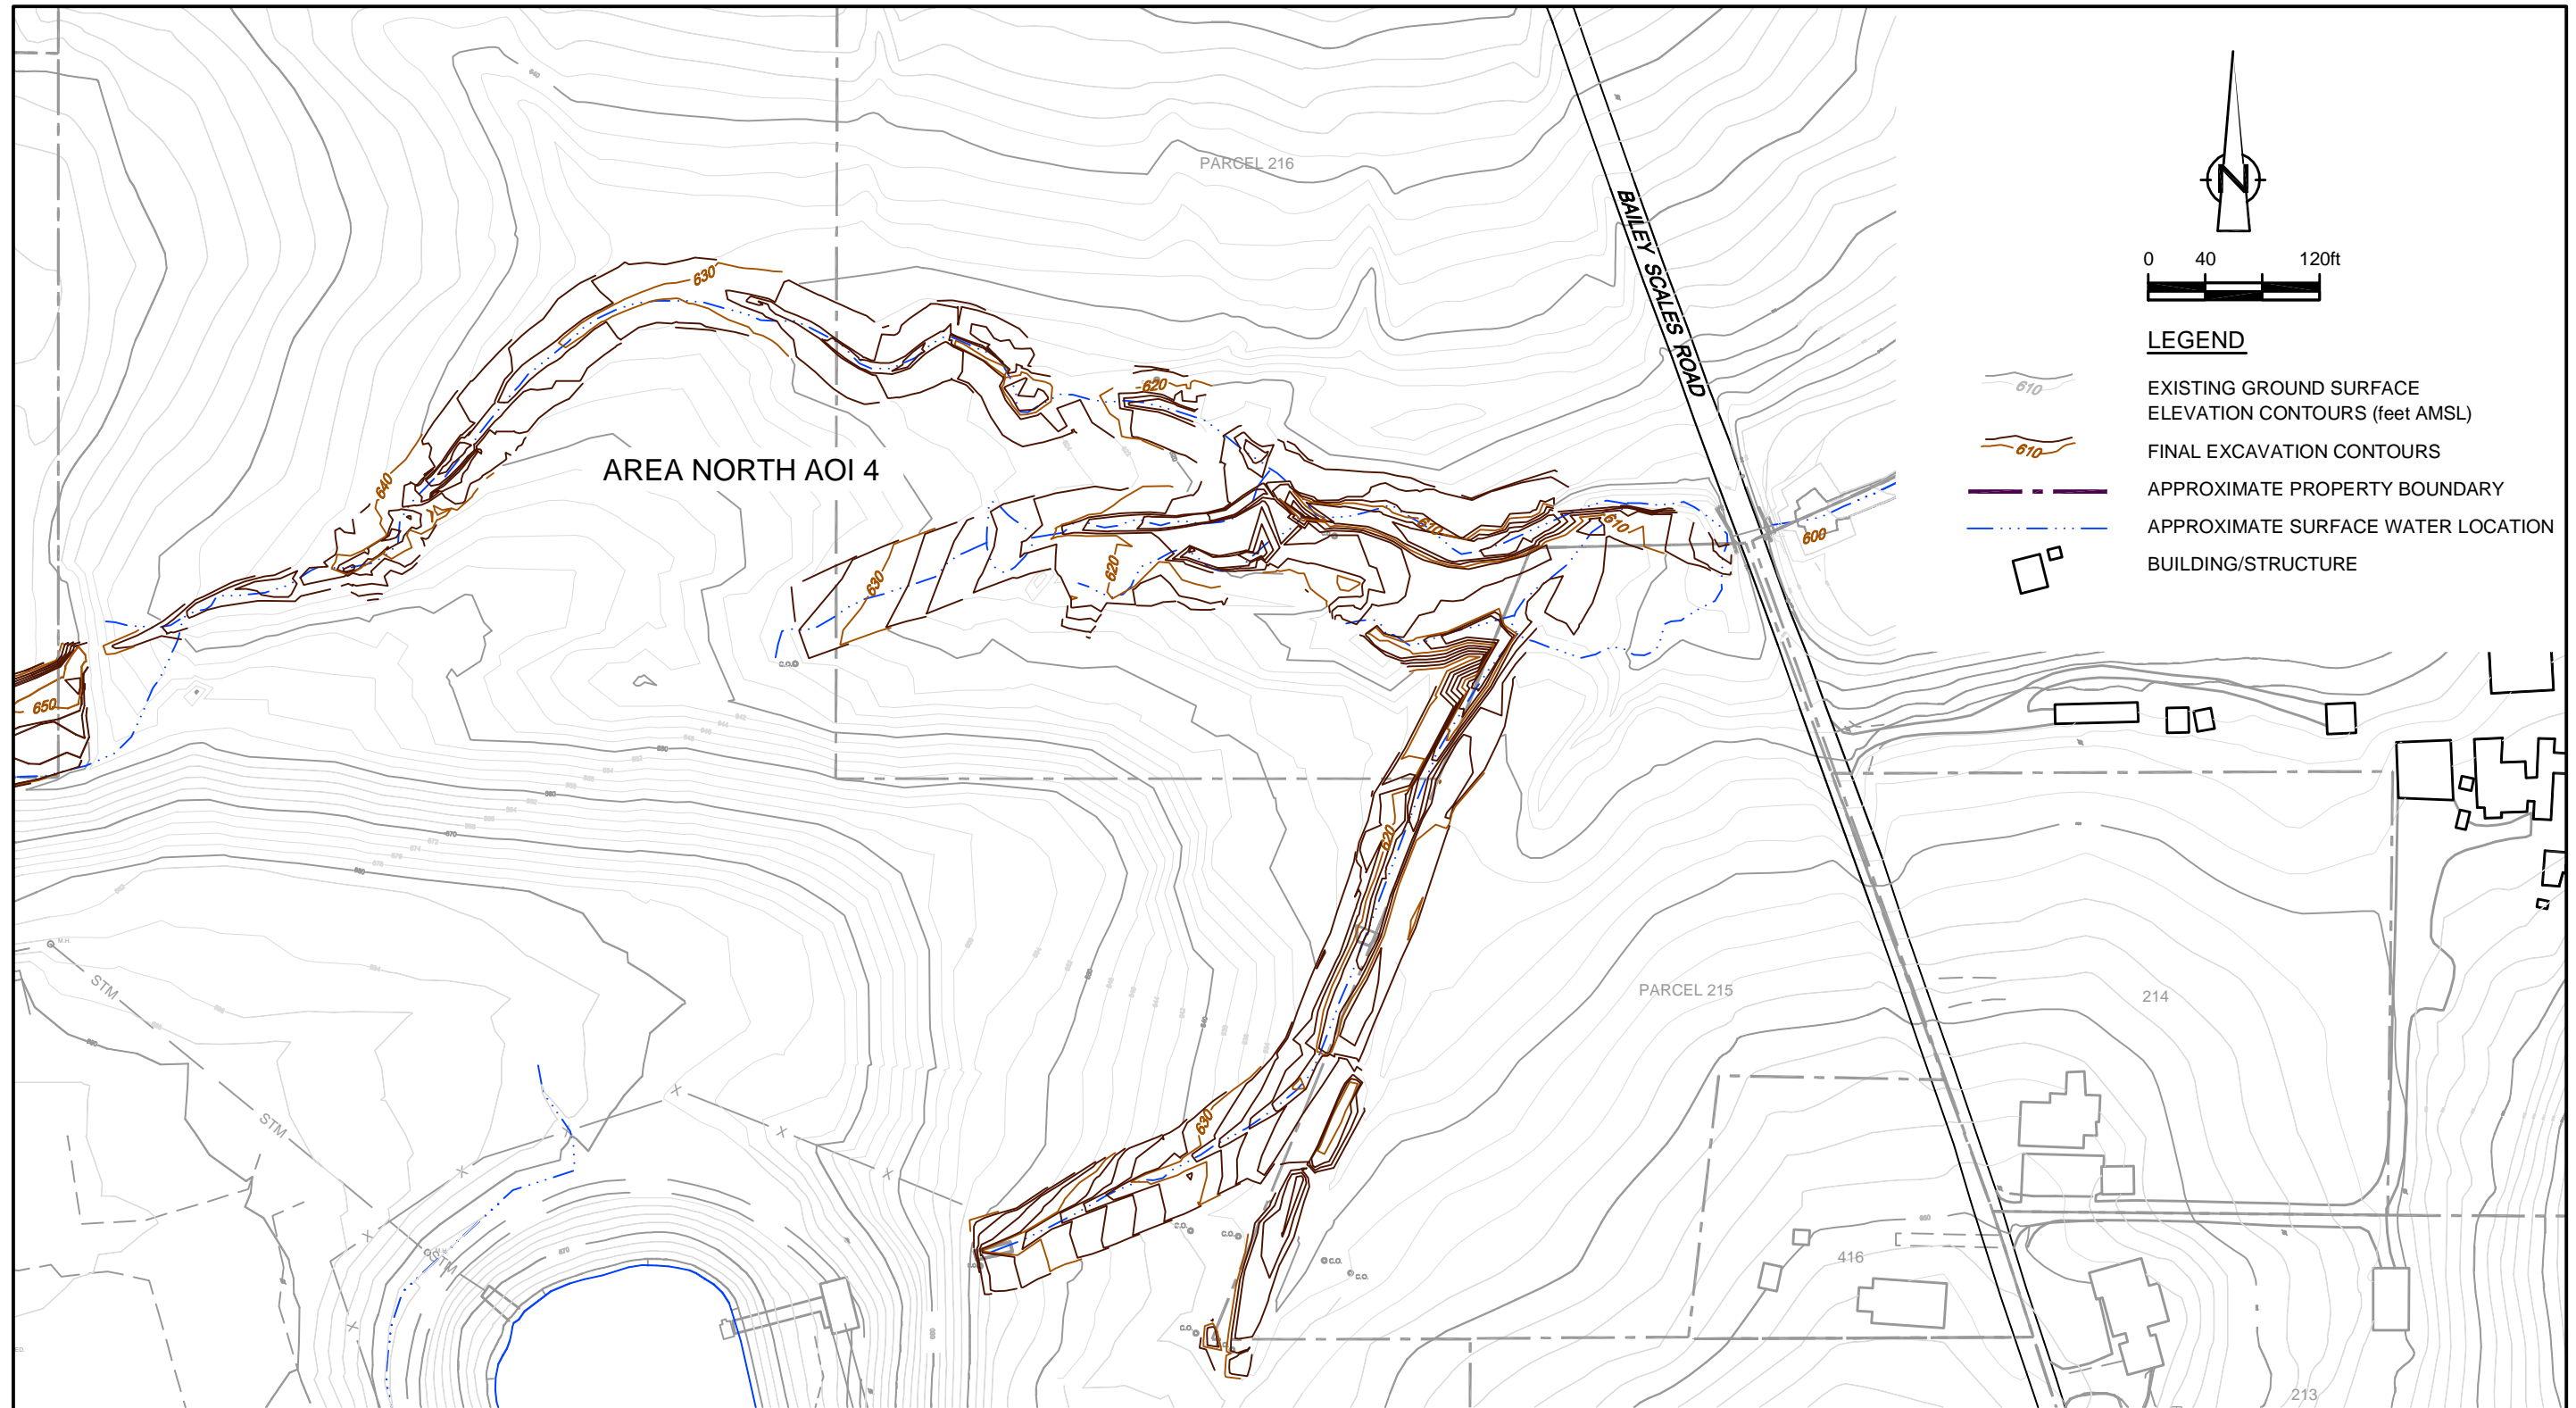 PARCEL 216
BAILEY SCALES ROAD
N
0 40 120ft
LEGEND
610 EXISTING GROUND SURFACE
ELEVATION CONTOURS (feet AMSL)
610 FINAL EXCAVATION CONTOURS
APPROXIMATE PROPERTY BOUNDARY
APPROXIMATE SURFACE WATER LOCATION
BUILDING/STRUCTURE
630
620
AREA NORTH AOI 4
640
610
610
600
630
620
C.O.
650
620
M.H.
STM
PARCEL 215
214
STM
630
STM
C.O.
C.O.
C.O.
C.O.
C.O.
416
C.O.
213